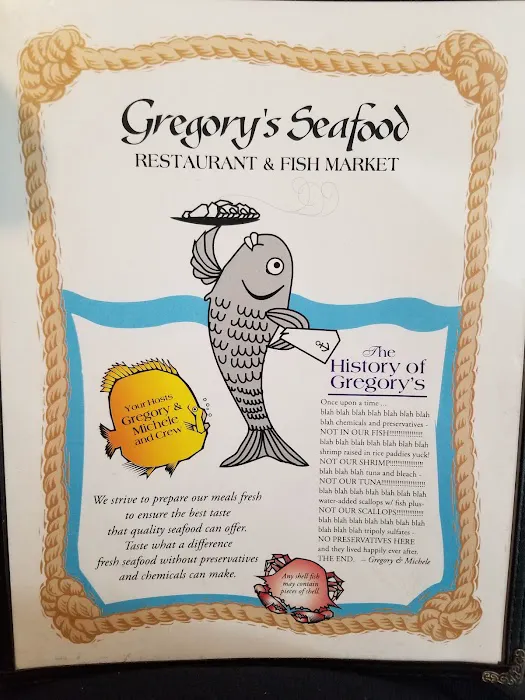 Gregory's Seafood
RESTAURANT & FISH MARKET
Your Hosts
Gregory &
Michele
and Crew
The
History of
Gregory's
Once upon a time....
blah blah blah blah blah blah blah
blah chemicals and preservatives -
NOT IN OUR FISH!!!!!!!!!!!!!!!!
blah blah blah blah blah blah blah
shrimp raised in rice paddies yuck!
NOT OUR SHRIMP!!!!!!!!!!!!!!!!
blah blah blah tuna and bleach -
NOT OUR TUNA!!!!!!!!!!!!!!!!!!!!
blah blah blah blah blah blah blah
water-added scallops w/ fish plus-
NOT OUR SCALLOPS!!!!!!!!!!!
blah blah blah blah blah blah blah
blah blah blah tripoly sulfates -
NO PRESERVATIVES HERE
and they lived happily ever after.
THE END. – Gregory & Michele
We strive to prepare our meals fresh
to ensure the best taste
that quality seafood can offer.
Taste what a difference
fresh seafood without preservatives
and chemicals can make.
Any shell fish
may contain
pieces of shell.